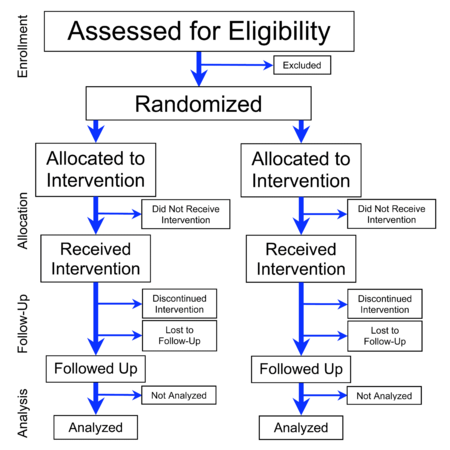 Enrollment
Assessed for Eligibility
Excluded
Randomized
Allocation
Allocated to
Intervention
Allocated to
Intervention
Did Not Receive
Intervention
Did Not Receive
Intervention
Received
Intervention
Received
Intervention
Follow-Up
Discontinued
Intervention
Discontinued
Intervention
Lost to
Follow-Up
Lost to
Follow-Up
Followed Up
Followed Up
Analysis
Not Analyzed
Not Analyzed
Analyzed
Analyzed